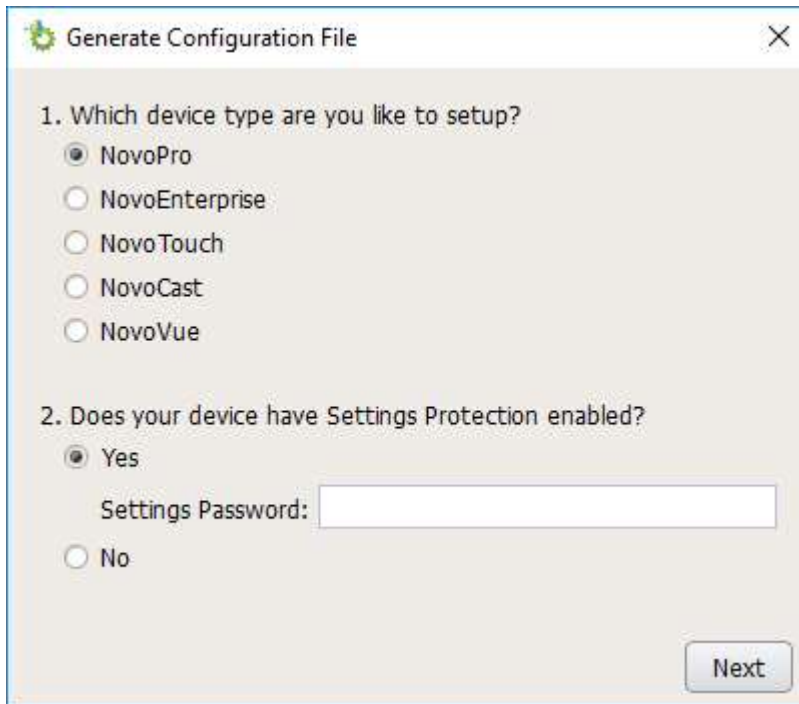 Generate Configuration File
1. Which device type are you like to setup?
NovoPro
NovoEnterprise
NovoTouch
NovoCast
NovoVue
2. Does your device have Settings Protection enabled?
Yes
Settings Password:
No
Next